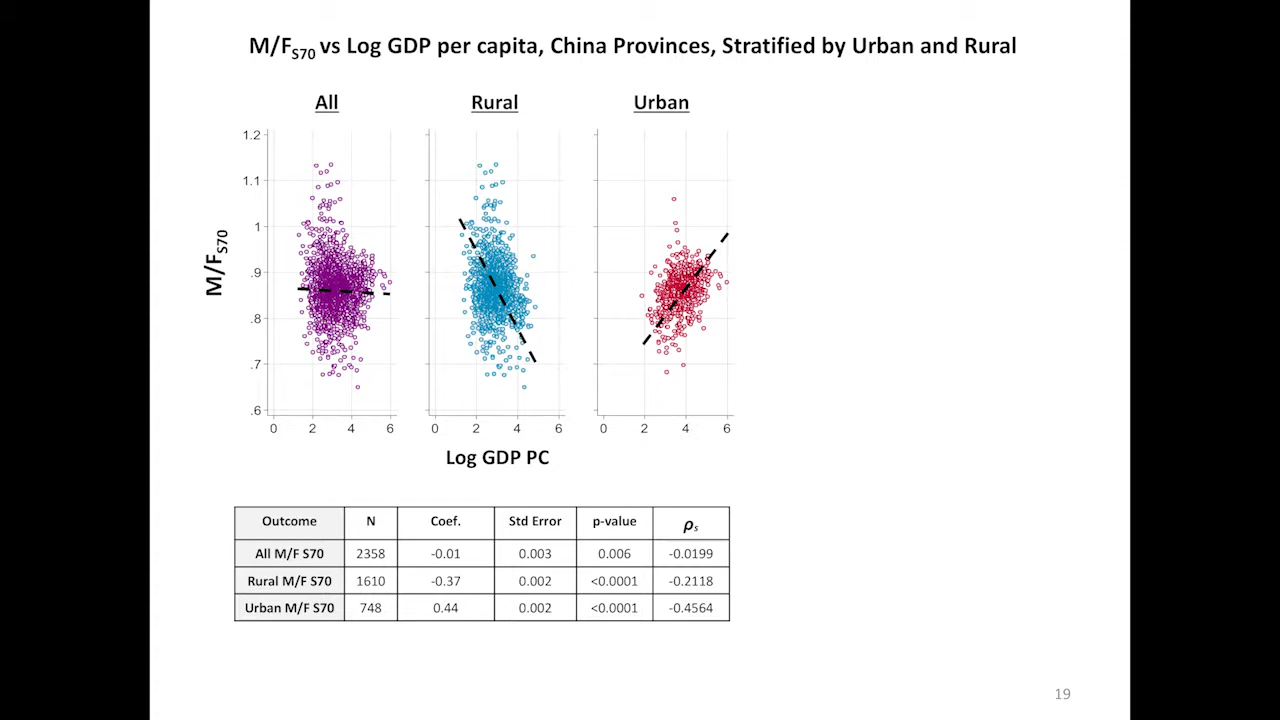 M/F_S70 vs Log GDP per capita, China Provinces, Stratified by Urban and Rural
All Rural Urban
M/F_S70
1.2
1.1
1
.9
.8
.7
.6
0 2 4 6 0 2 4 6 0 2 4 6
Log GDP PC
Outcome N Coef. Std Error p-value ρs
All M/F S70 2358 -0.01 0.003 0.006 -0.0199
Rural M/F S70 1610 -0.37 0.002 <0.0001 -0.2118
Urban M/F S70 748 0.44 0.002 <0.0001 -0.4564
19